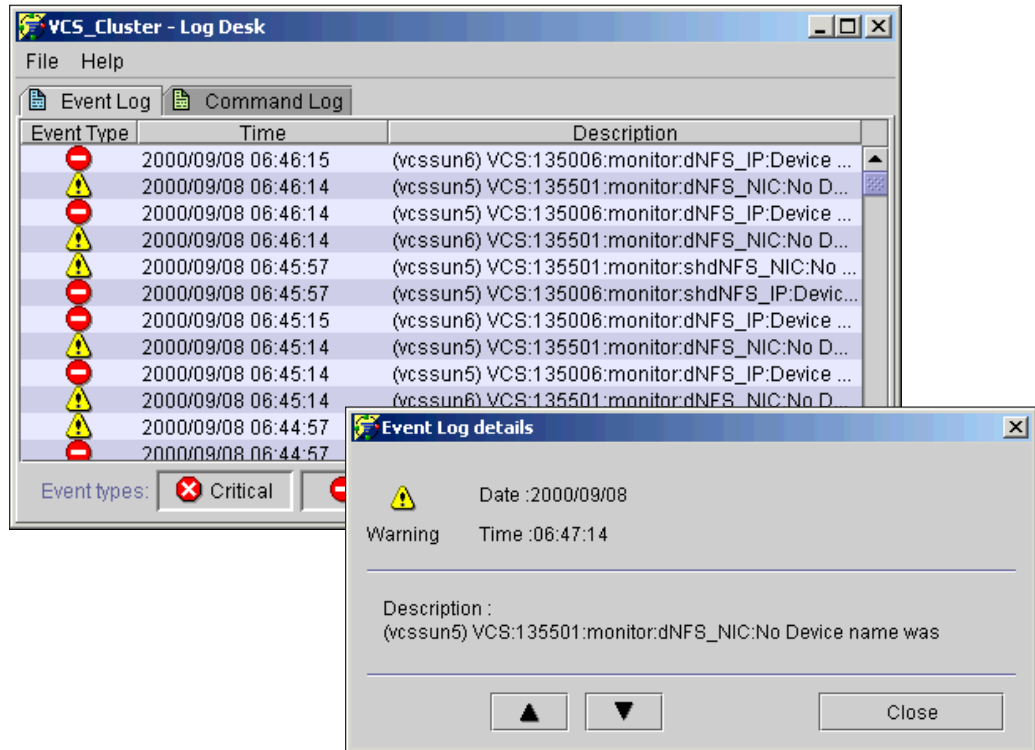 VCS_Cluster - Log Desk
File Help
Event Log Command Log
Event Type Time Description
2000/09/08 06:46:15 (vcssun6) VCS:135006:monitor:dNFS_IP:Device ...
2000/09/08 06:46:14 (vcssun5) VCS:135501:monitor:dNFS_NIC:No D...
2000/09/08 06:46:14 (vcssun5) VCS:135006:monitor:dNFS_IP:Device ...
2000/09/08 06:46:14 (vcssun6) VCS:135501:monitor:dNFS_NIC:No D...
2000/09/08 06:45:57 (vcssun5) VCS:135501:monitor:shdNFS_NIC:No ...
2000/09/08 06:45:57 (vcssun5) VCS:135006:monitor:shdNFS_IP:Devic...
2000/09/08 06:45:15 (vcssun6) VCS:135006:monitor:dNFS_IP:Device ...
2000/09/08 06:45:14 (vcssun5) VCS:135501:monitor:dNFS_NIC:No D...
2000/09/08 06:45:14 (vcssun5) VCS:135006:monitor:dNFS_IP:Device ...
2000/09/08 06:45:14 (vcssun6) VCS:135501:monitor:dNFS_NIC:No D...
2000/09/08 06:44:57
2000/09/08 06:44:57
Event types: Critical
Event Log details
Date :2000/09/08
Warning Time :06:47:14
Description :
(vcssun5) VCS:135501:monitor:dNFS_NIC:No Device name was
Close